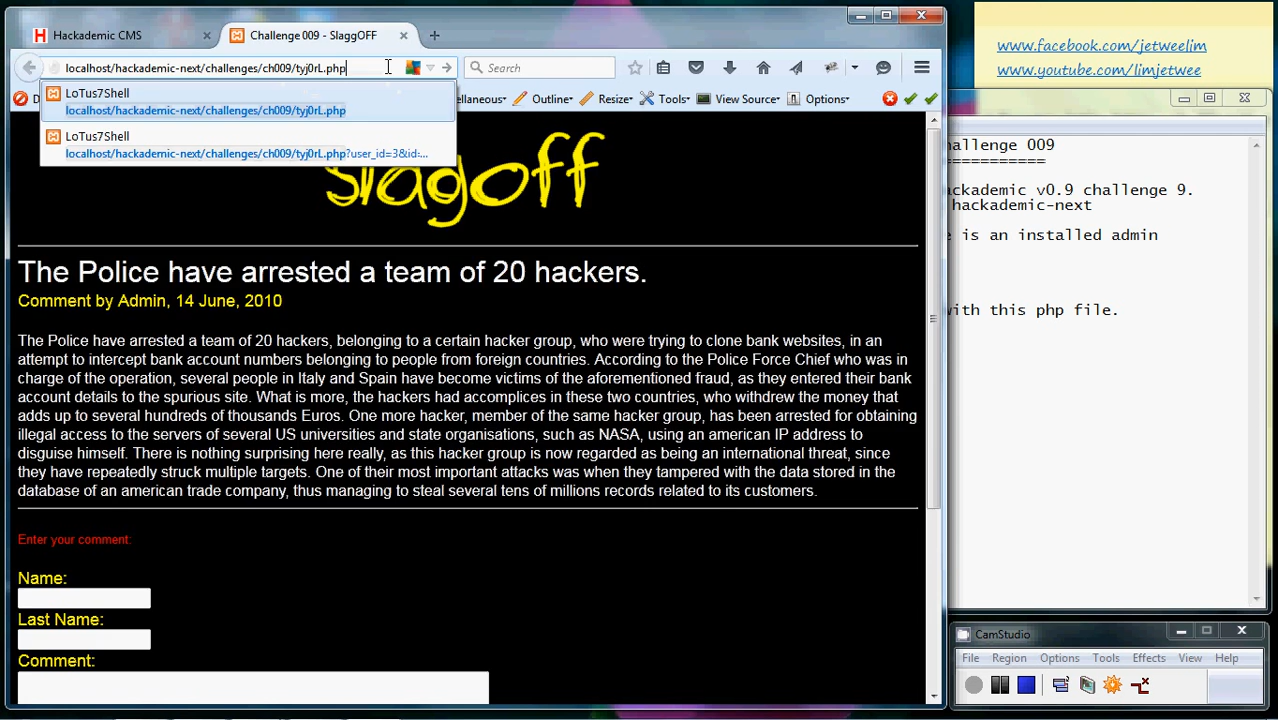 Hackademic CMS
Challenge 009 - SlaggOFF
localhost/hackademic-next/challenges/ch009/tyj0rL.php
Search
LoTus7Shell
localhost/hackademic-next/challenges/ch009/tyj0rL.php
LoTus7Shell
localhost/hackademic-next/challenges/ch009/tyj0rL.php?user_id=3&id=...
Outline
Resize
Tools
View Source
Options
slagoff
The Police have arrested a team of 20 hackers.
Comment by Admin, 14 June, 2010
The Police have arrested a team of 20 hackers, belonging to a certain hacker group, who were trying to clone bank websites, in an
attempt to intercept bank account numbers belonging to people from foreign countries. According to the Police Force Chief who was in
charge of the operation, several people in Italy and Spain have become victims of the aforementioned fraud, as they entered their bank
account details to the spurious site. What is more, the hackers had accomplices in these two countries, who withdrew the money that
adds up to several hundreds of thousands Euros. One more hacker, member of the same hacker group, has been arrested for obtaining
illegal access to the servers of several US universities and state organisations, such as NASA, using an american IP address to
disguise himself. There is nothing surprising here really, as this hacker group is now regarded as being an international threat, since
they have repeatedly struck multiple targets. One of their most important attacks was when they tampered with the data stored in the
database of an american trade company, thus managing to steal several tens of millions records related to its customers.
Enter your comment:
Name:
Last Name:
Comment:
www.facebook.com/jetweelim
www.youtube.com/limjetwee
hallenge 009
===========
ackademic v0.9 challenge 9.
hackademic-next
e is an installed admin
with this php file.
CamStudio
File Region Options Tools Effects View Help